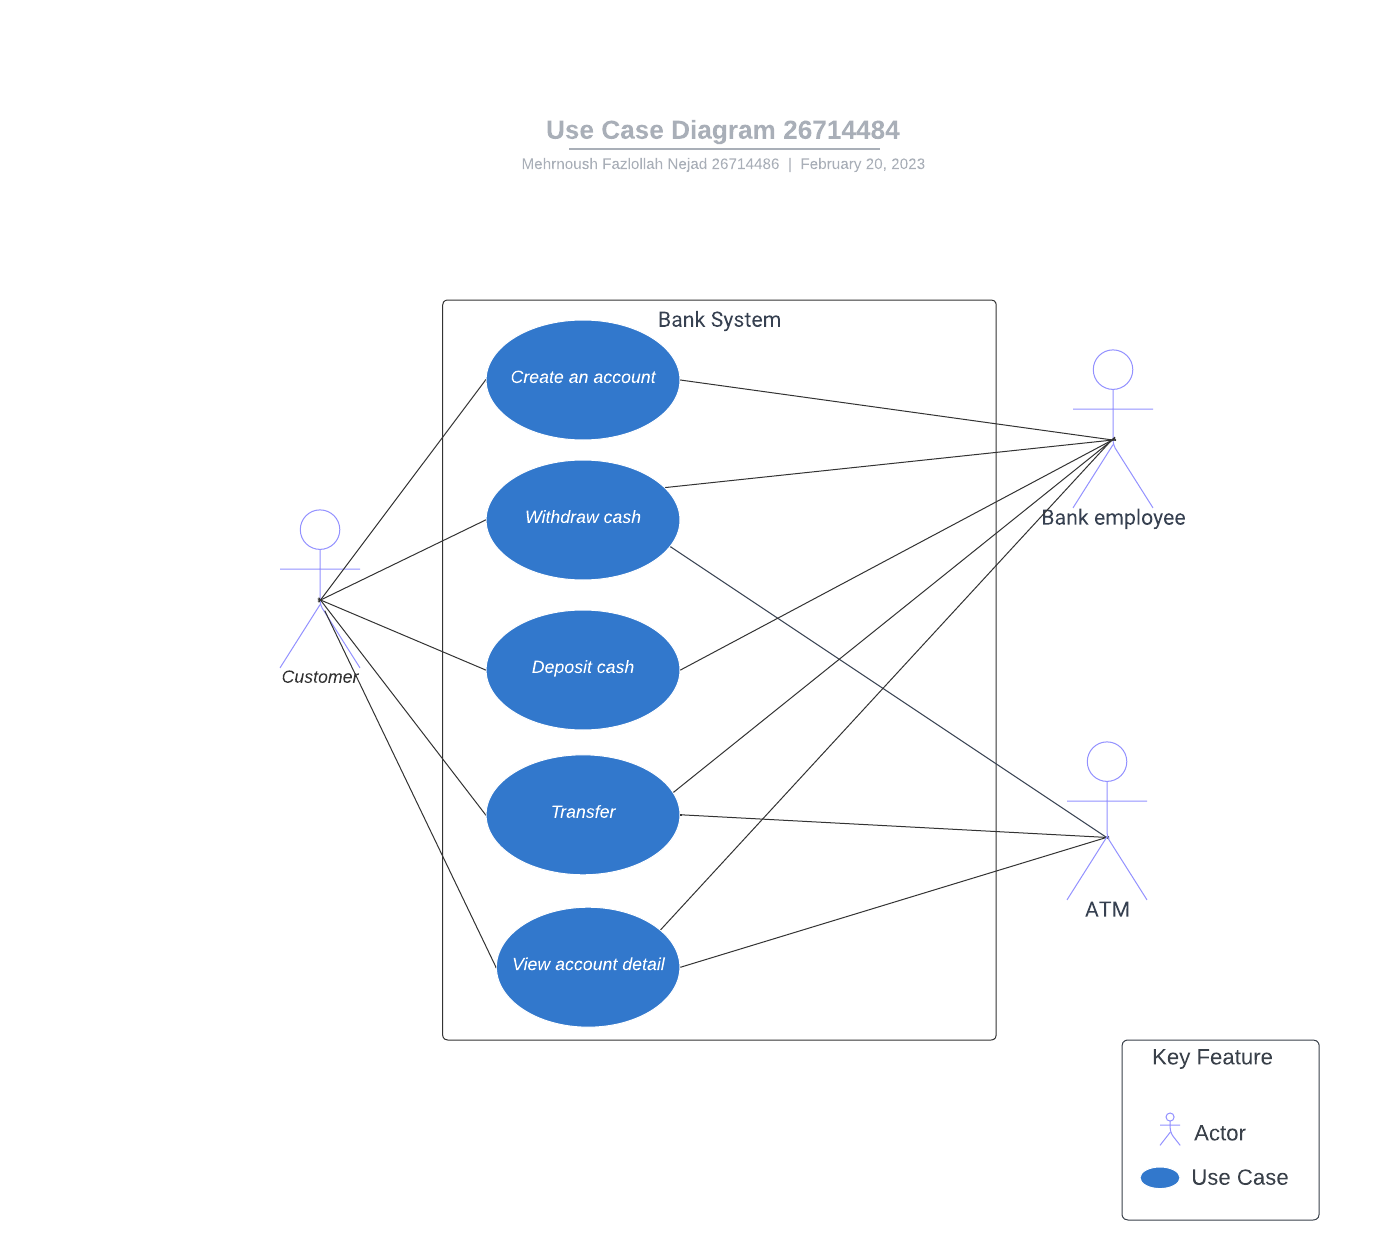 Use Case Diagram 26714484
Mehrnoush Fazlollah Nejad 26714486 | February 20, 2023
Bank System
Create an account
Withdraw cash
Bank employee
Deposit cash
Customer
Transfer
ATM
View account detail
Key Feature
Actor
Use Case